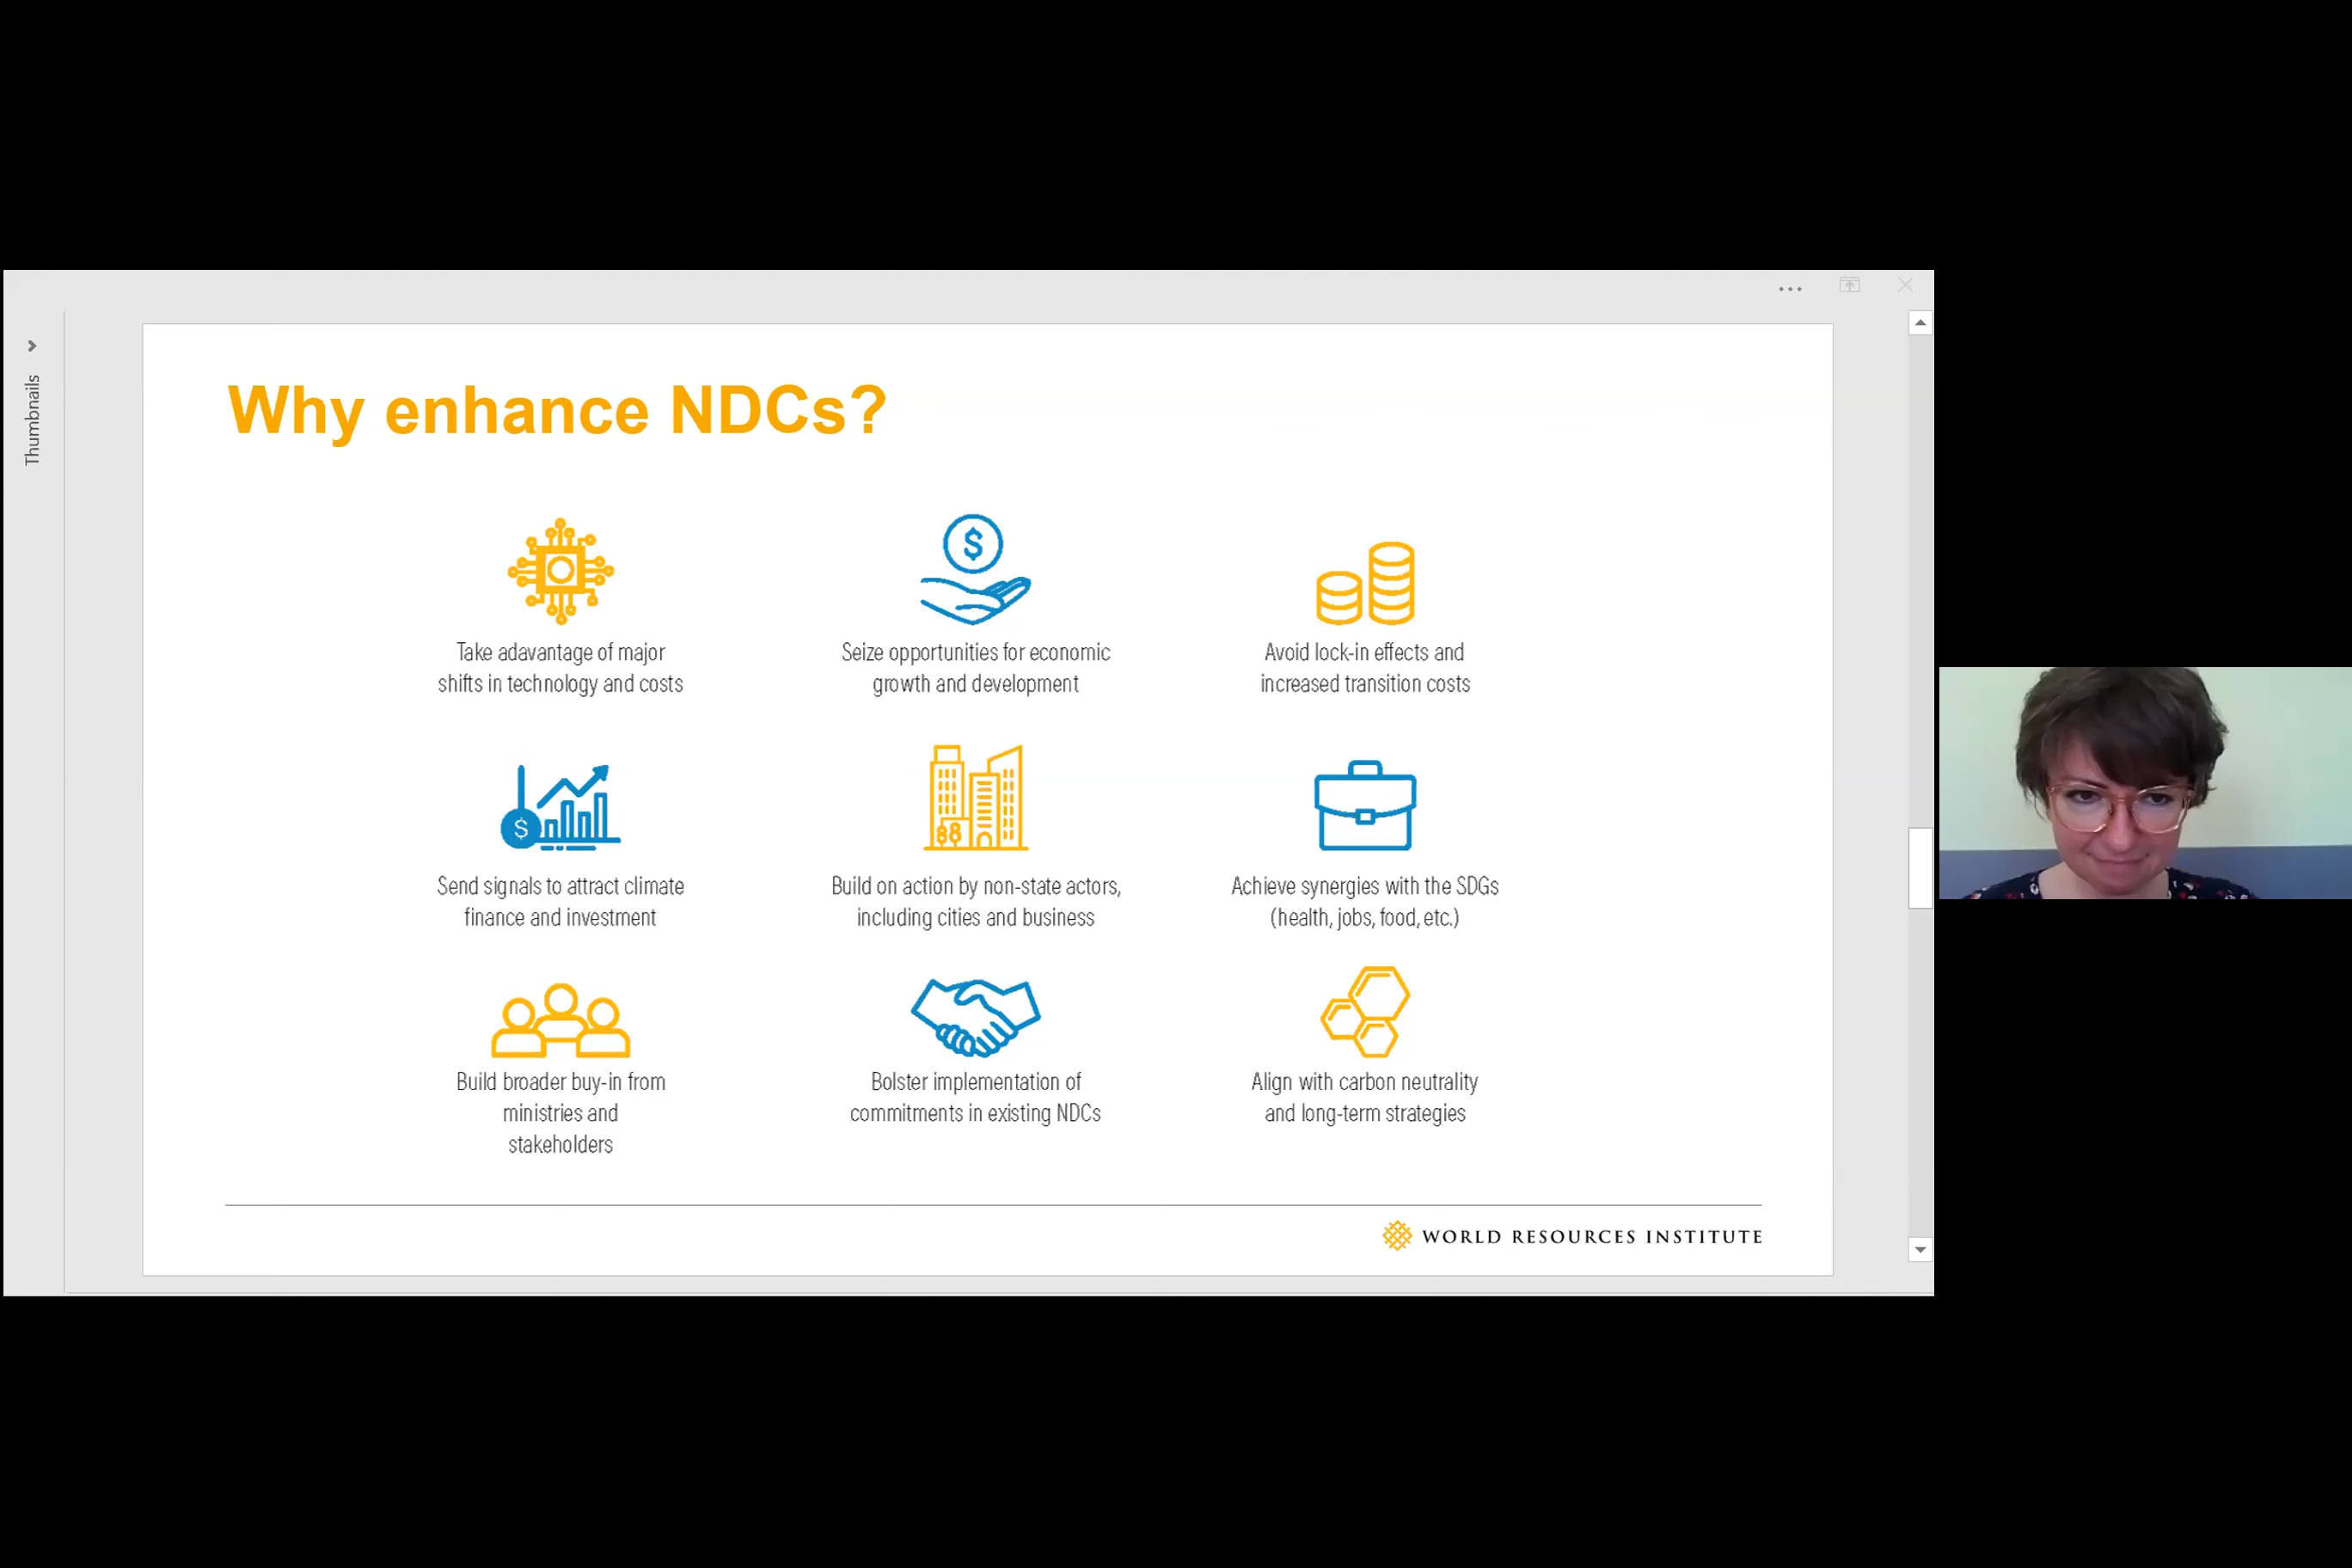 Thumbnails
Why enhance NDCs?
$
Take adavantage of major
shifts in technology and costs
Seize opportunities for economic
growth and development
Avoid lock-in effects and
increased transition costs
$
Send signals to attract climate
finance and investment
Build on action by non-state actors,
including cities and business
Achieve synergies with the SDGs
(health, jobs, food, etc.)
Build broader buy-in from
ministries and
stakeholders
Bolster implementation of
commitments in existing NDCs
Align with carbon neutrality
and long-term strategies
WORLD RESOURCES INSTITUTE